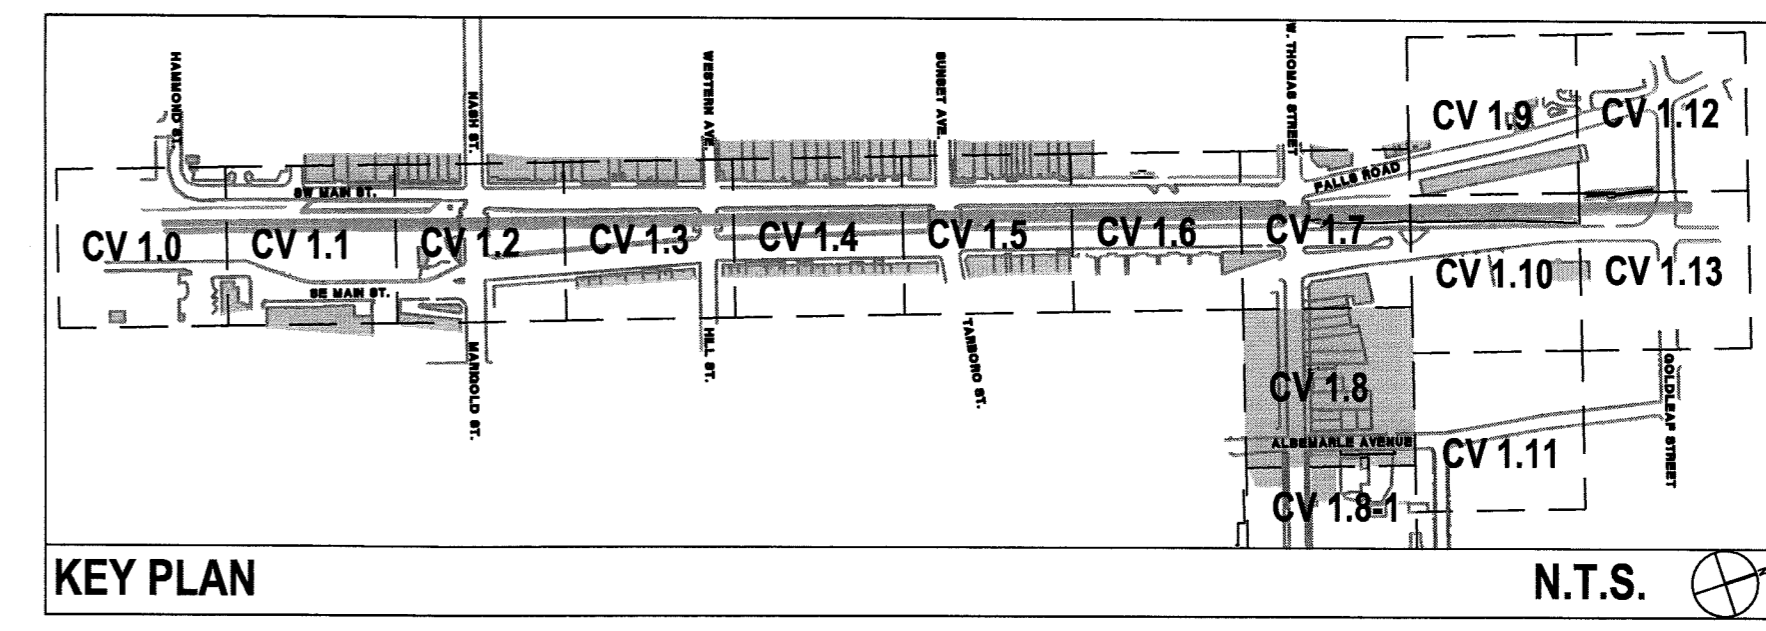 HAMMOND ST.
NASH ST.
WESTERN AVE.
SUNSET AVE.
W. THOMAS STREET
CV 1.9
CV 1.12
FALLS ROAD
SW MAIN ST.
CV 1.0
CV 1.1
CV 1.2
CV 1.3
CV 1.4
CV 1.5
CV 1.6
CV 1.7
CV 1.10
CV 1.13
SE MAIN ST.
MARIGOLD ST.
HILL ST.
TARBORO ST.
CV 1.8
GOLDLEAF STREET
ALBEMARLE AVENUE
CV 1.11
CV 1.8-1
KEY PLAN
N.T.S.
N